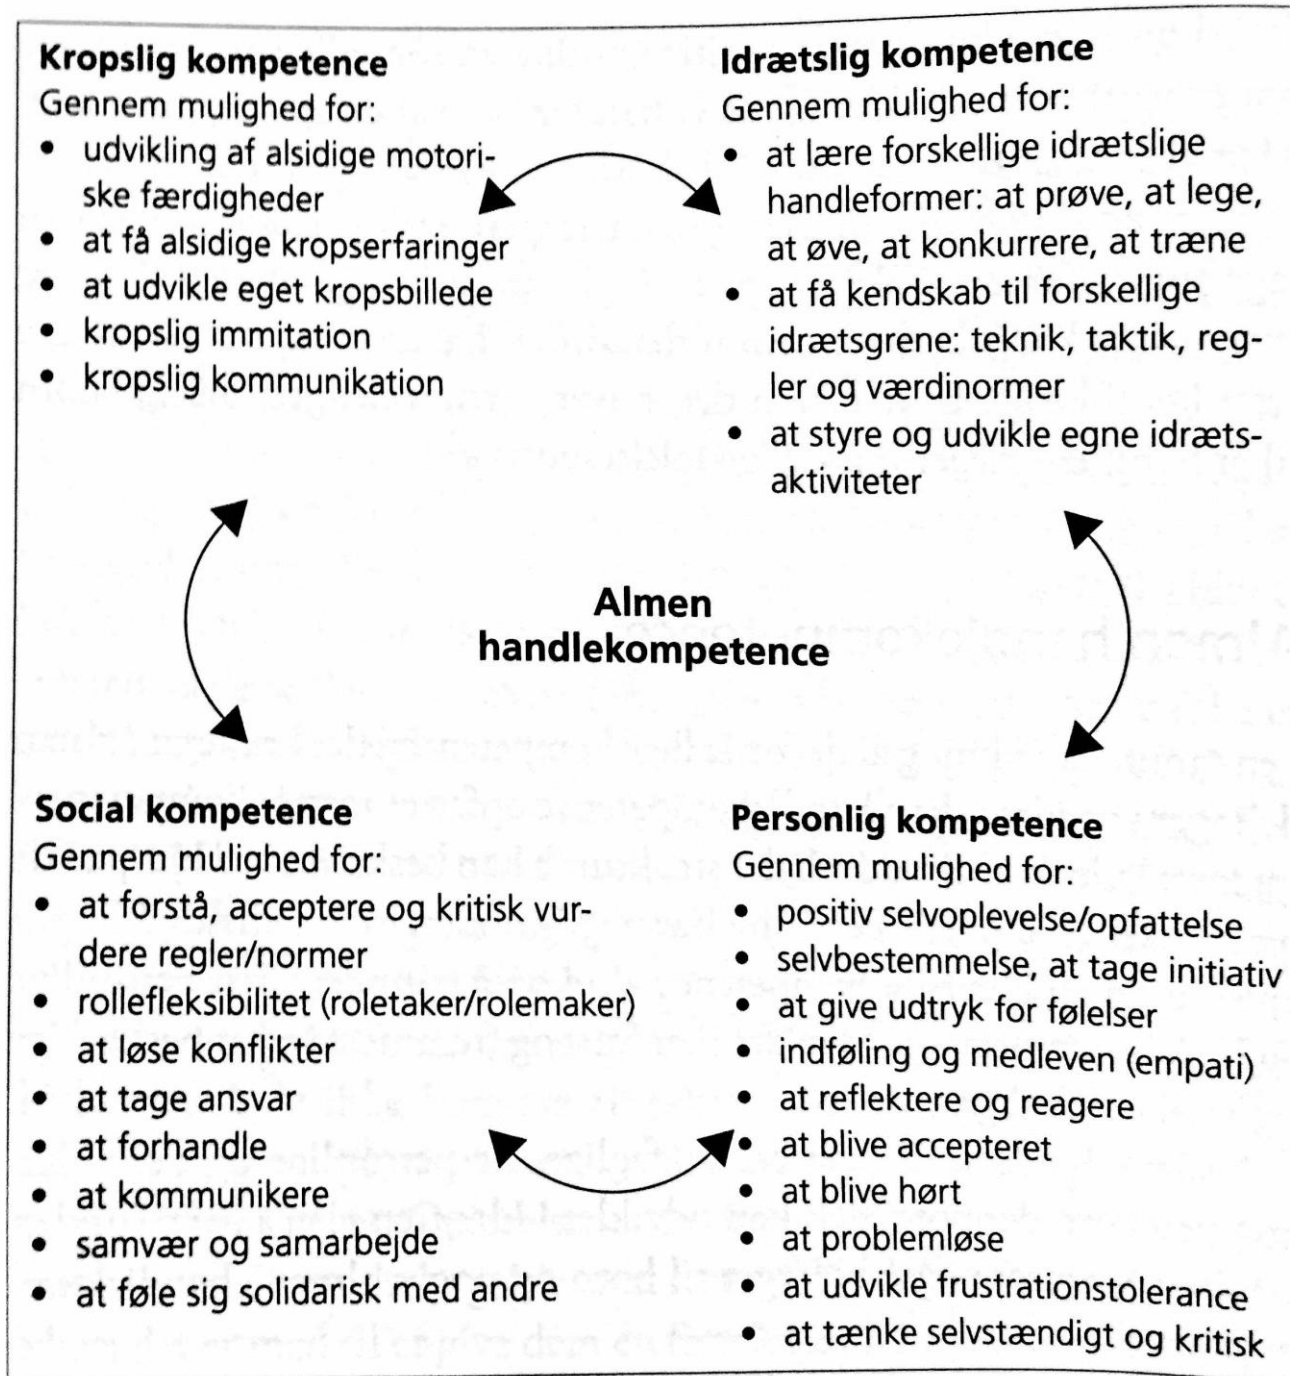 Kropslig kompetence
Gennem mulighed for:
• udvikling af alsidige motori-
ske færdigheder
• at få alsidige kropserfaringer
• at udvikle eget kropsbillede
• kropslig immitation
• kropslig kommunikation
Idrætslig kompetence
Gennem mulighed for:
• at lære forskellige idrætslige
handleformer: at prøve, at lege,
at øve, at konkurrere, at træne
• at få kendskab til forskellige
idrætsgrene: teknik, taktik, reg-
ler og værdinormer
• at styre og udvikle egne idræts-
aktiviteter
Almen
handlekompetence
Social kompetence
Gennem mulighed for:
• at forstå, acceptere og kritisk vur-
dere regler/normer
• rollefleksibilitet (roletaker/rolemaker)
• at løse konflikter
• at tage ansvar
• at forhandle
• at kommunikere
• samvær og samarbejde
• at føle sig solidarisk med andre
Personlig kompetence
Gennem mulighed for:
• positiv selvoplevelse/opfattelse
• selvbestemmelse, at tage initiativ
• at give udtryk for følelser
• indføling og medleven (empati)
• at reflektere og reagere
• at blive accepteret
• at blive hørt
• at problemløse
• at udvikle frustrationstolerance
• at tænke selvstændigt og kritisk